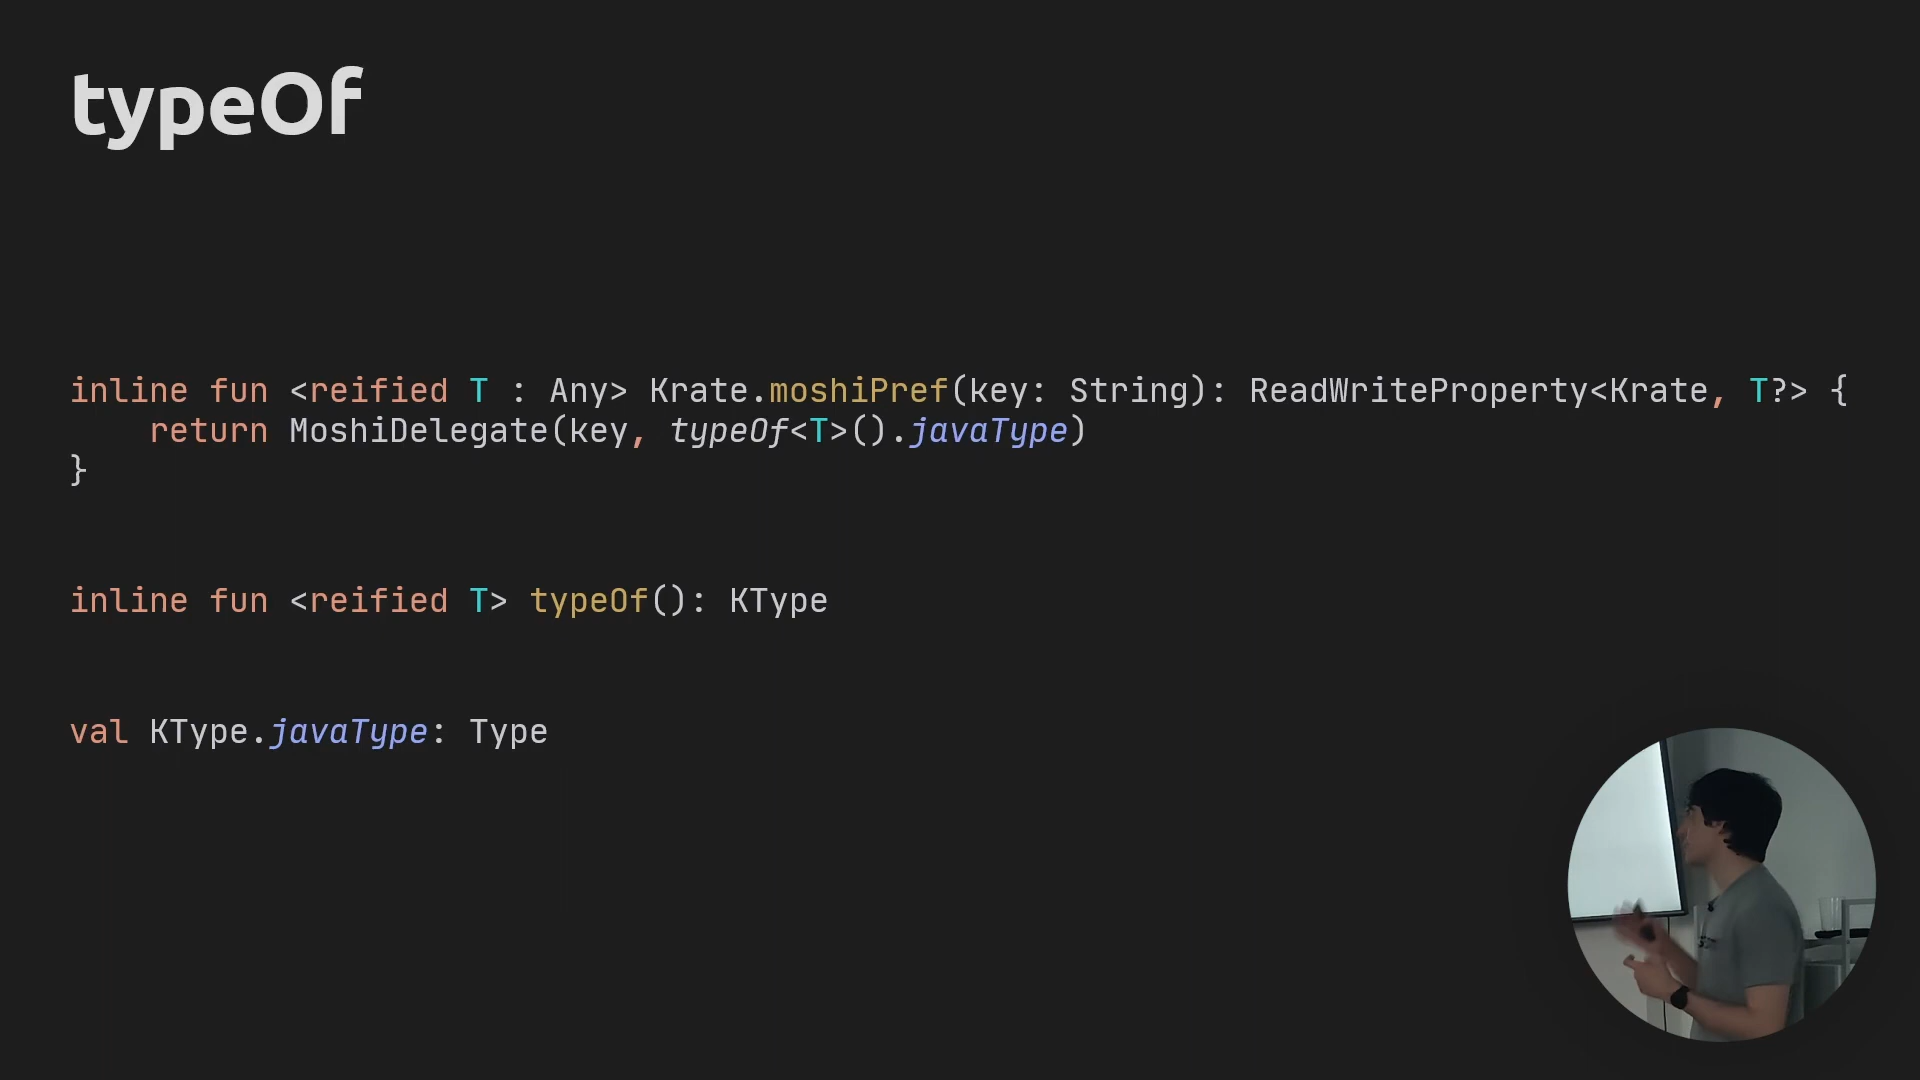 typeOf
inline fun <reified T : Any> Krate.moshiPref(key: String): ReadWriteProperty<Krate, T?> {
    return MoshiDelegate(key, typeOf<T>().javaType)
}
inline fun <reified T> typeOf(): KType
val KType.javaType: Type